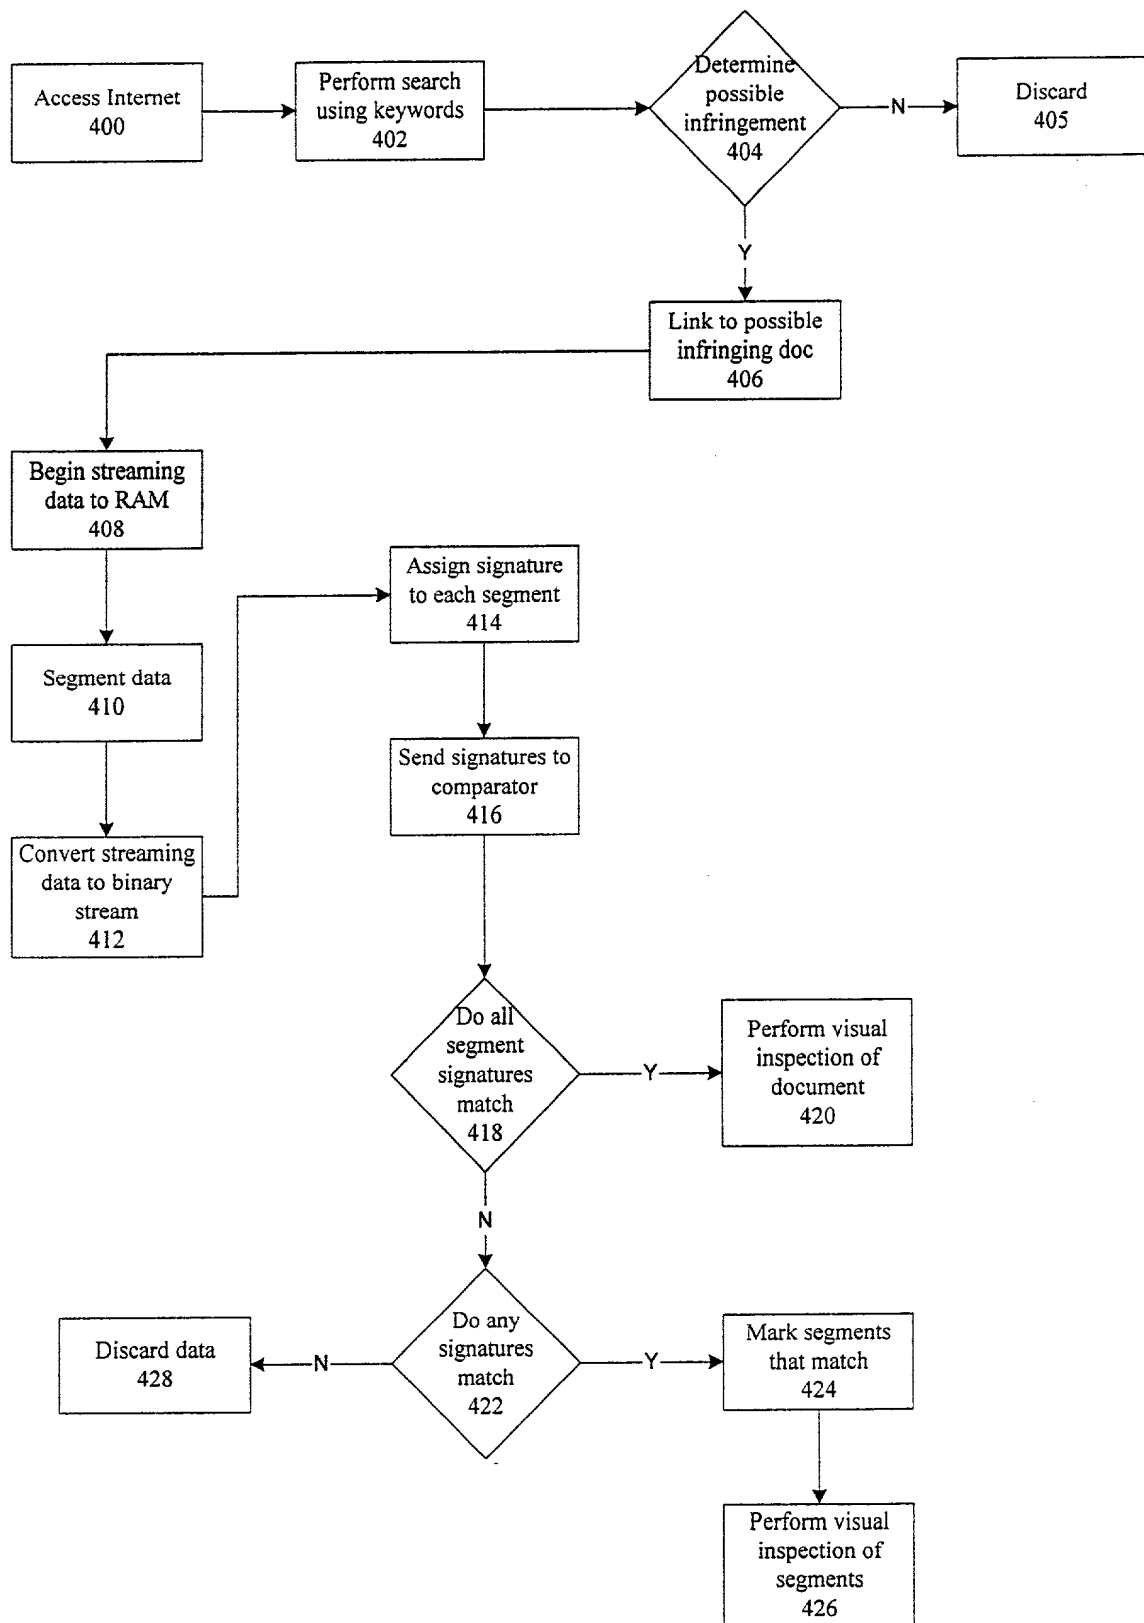 Access Internet
400
Perform search
using keywords
402
Determine
possible
infringement
404
N
Discard
405
Y
Link to possible
infringing doc
406
Begin streaming
data to RAM
408
Segment data
410
Convert streaming
data to binary
stream
412
Assign signature
to each segment
414
Send signatures to
comparator
416
Do all
segment
signatures
match
418
Y
Perform visual
inspection of
document
420
N
Do any
signatures
match
422
N
Discard data
428
Y
Mark segments
that match
424
Perform visual
inspection of
segments
426